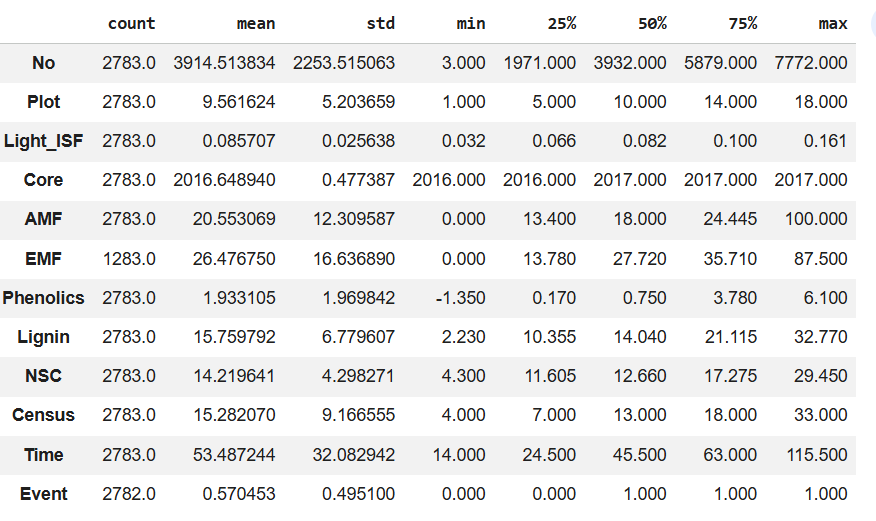 count mean std min 25% 50% 75% max
No 2783.0 3914.513834 2253.515063 3.000 1971.000 3932.000 5879.000 7772.000
Plot 2783.0 9.561624 5.203659 1.000 5.000 10.000 14.000 18.000
Light_ISF 2783.0 0.085707 0.025638 0.032 0.066 0.082 0.100 0.161
Core 2783.0 2016.648940 0.477387 2016.000 2016.000 2017.000 2017.000 2017.000
AMF 2783.0 20.553069 12.309587 0.000 13.400 18.000 24.445 100.000
EMF 1283.0 26.476750 16.636890 0.000 13.780 27.720 35.710 87.500
Phenolics 2783.0 1.933105 1.969842 -1.350 0.170 0.750 3.780 6.100
Lignin 2783.0 15.759792 6.779607 2.230 10.355 14.040 21.115 32.770
NSC 2783.0 14.219641 4.298271 4.300 11.605 12.660 17.275 29.450
Census 2783.0 15.282070 9.166555 4.000 7.000 13.000 18.000 33.000
Time 2783.0 53.487244 32.082942 14.000 24.500 45.500 63.000 115.500
Event 2782.0 0.570453 0.495100 0.000 0.000 1.000 1.000 1.000